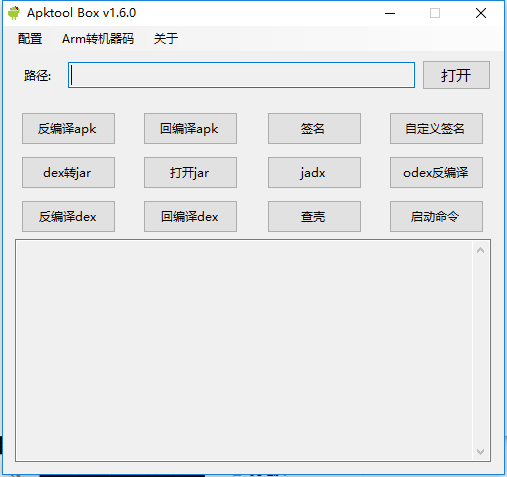 Apktool Box v1.6.0
配置 Arm转机器码 关于
路径: 打开
反编译apk 回编译apk 签名 自定义签名
dex转jar 打开jar jadx odex反编译
反编译dex 回编译dex 查壳 启动命令